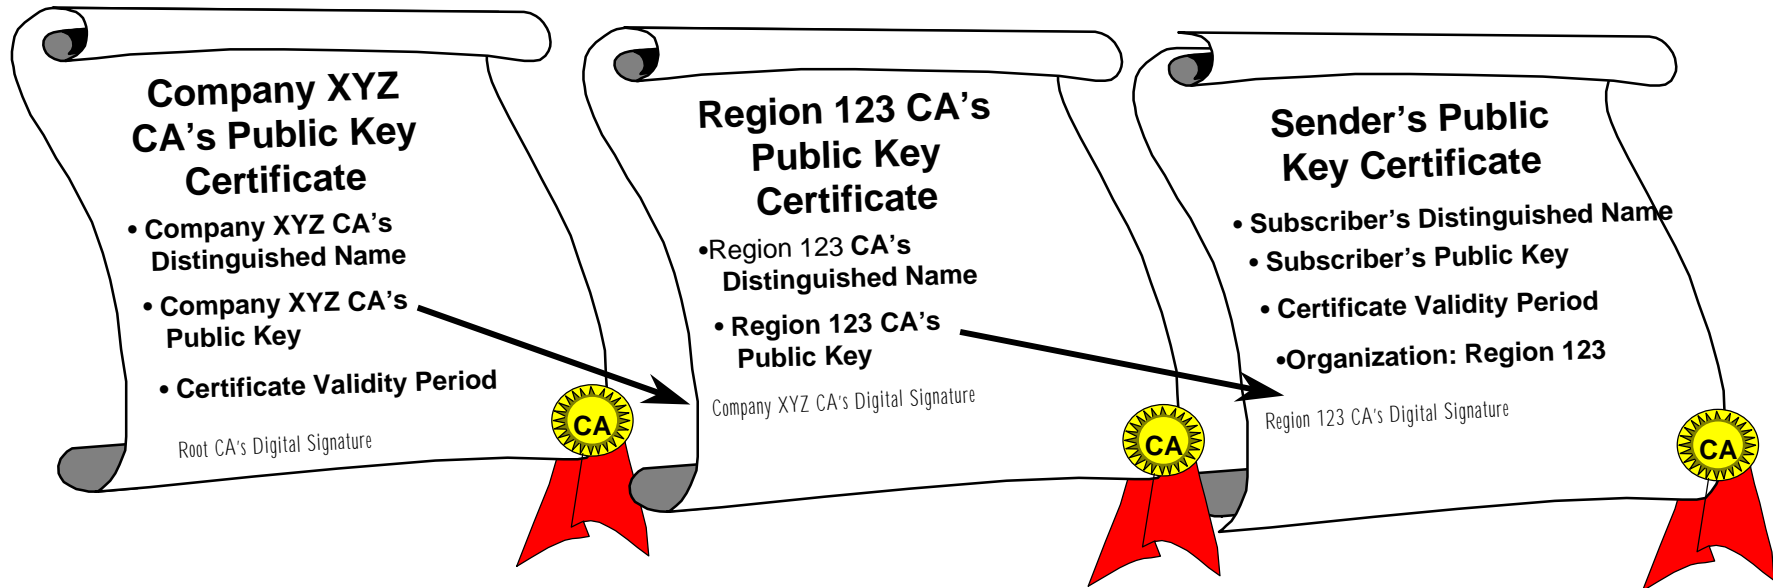 Company XYZ
CA's Public Key
Certificate
• Company XYZ CA's
Distinguished Name
• Company XYZ CA's
Public Key
• Certificate Validity Period
Root CA's Digital Signature
CA
Region 123 CA's
Public Key
Certificate
•Region 123 CA's
Distinguished Name
• Region 123 CA's
Public Key
Company XYZ CA's Digital Signature
CA
Sender's Public
Key Certificate
• Subscriber's Distinguished Name
• Subscriber's Public Key
• Certificate Validity Period
•Organization: Region 123
Region 123 CA's Digital Signature
CA